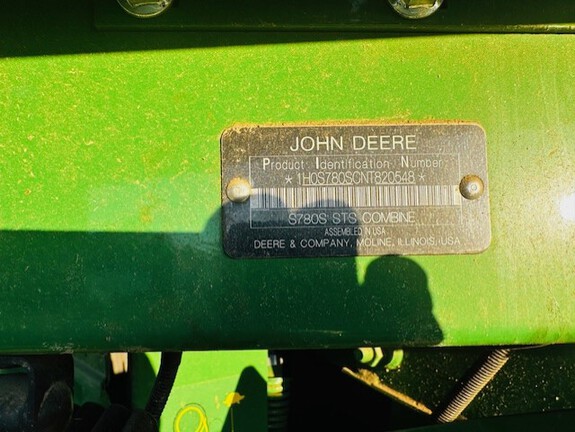 JOHN DEERE
Product Identification Number
*1H0S780SCNT820548*
S780S STS COMBINE
ASSEMBLED IN USA
DEERE & COMPANY, MOLINE, ILLINOIS, USA